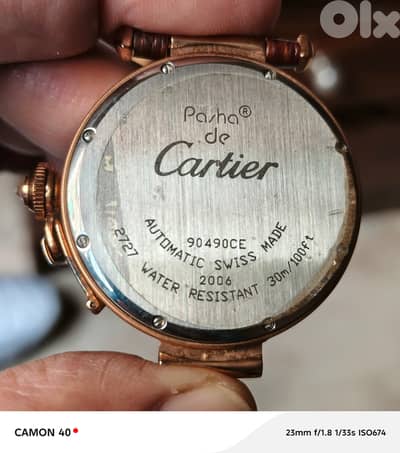 OLX
Pasha®
de
Cartier
90490CE
AUTOMATIC SWISS MADE
2006
2727 WATER RESISTANT 30m/100ft
CAMON 40
23mm f/1.8 1/33s ISO674